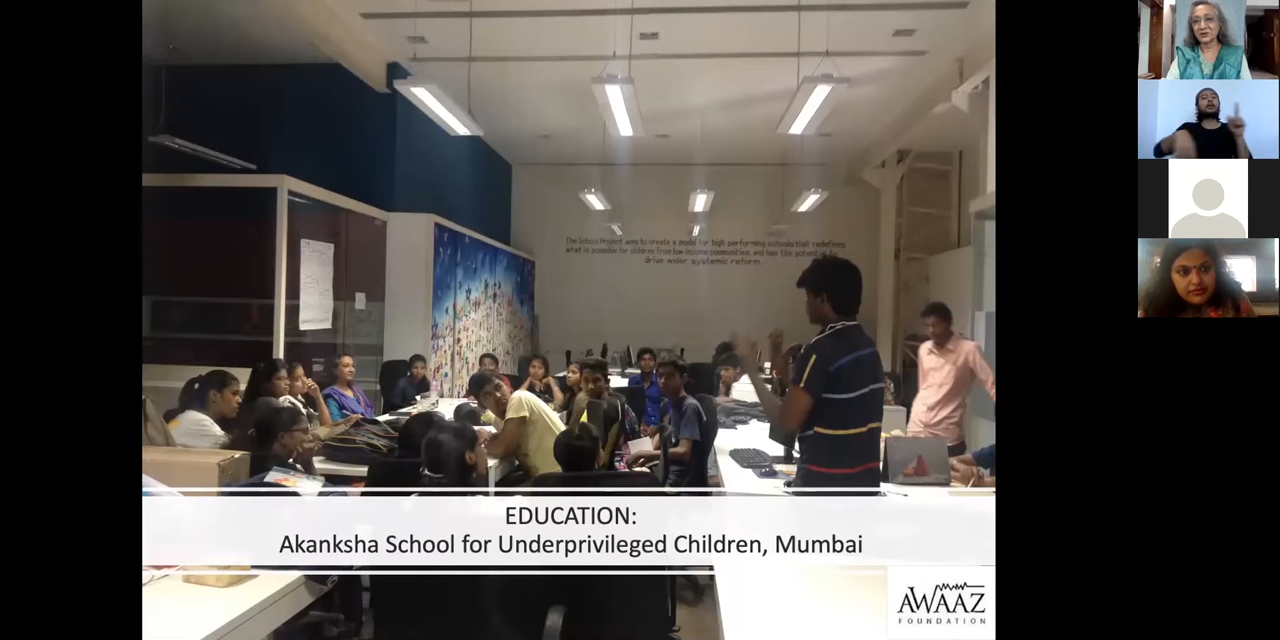 The School Project aims to create a model for high performing schools that redefines
what is possible for children from low income communities, and has the potential to
drive wider systemic reform.
EDUCATION:
Akanksha School for Underprivileged Children, Mumbai
AWAAZ
FOUNDATION